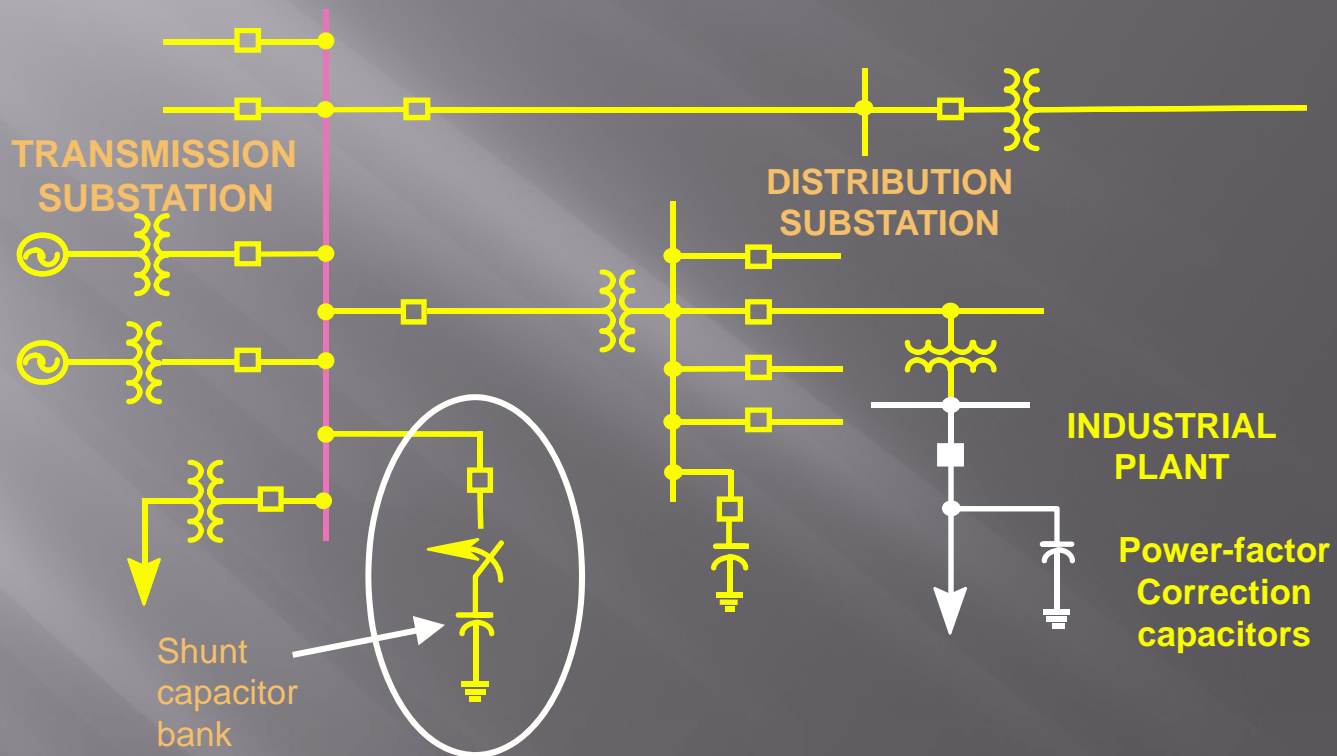 TRANSMISSION
SUBSTATION
DISTRIBUTION
SUBSTATION
INDUSTRIAL
PLANT
Power-factor
Correction
capacitors
Shunt
capacitor
bank